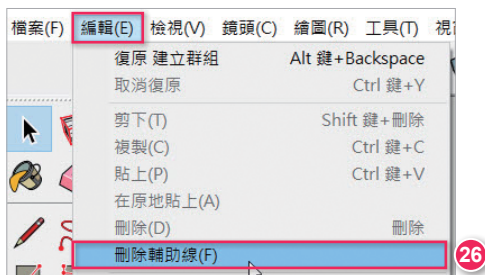 檔案(F) 編輯(E) 檢視(V) 鏡頭(C) 繪圖(R) 工具(T)
復原 建立群組 Alt 鍵+Backspace
取消復原 Ctrl 鍵+Y
剪下(T) Shift 鍵+刪除
複製(C) Ctrl 鍵+C
貼上(P) Ctrl 鍵+V
在原地貼上(A)
刪除(D) 刪除
刪除輔助線(F)
26